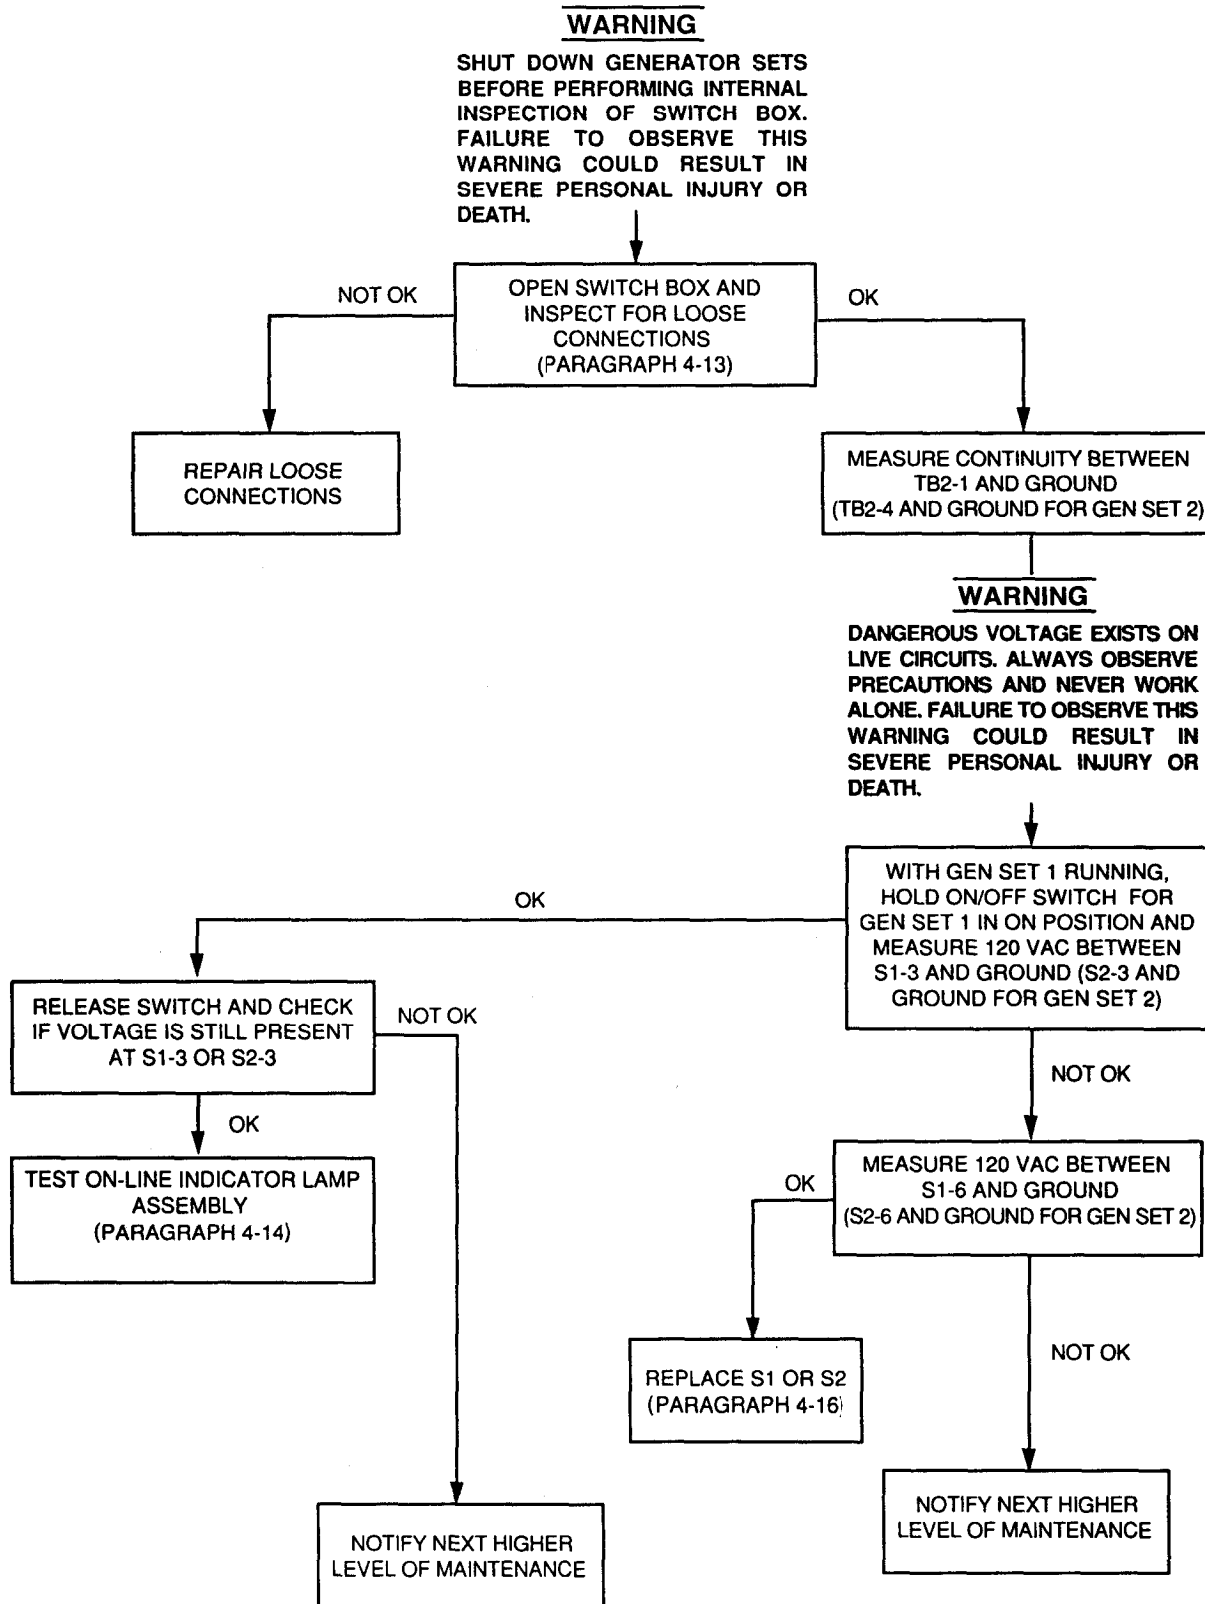 WARNING
SHUT DOWN GENERATOR SETS
BEFORE PERFORMING INTERNAL
INSPECTION OF SWITCH BOX.
FAILURE TO OBSERVE THIS
WARNING COULD RESULT IN
SEVERE PERSONAL INJURY OR
DEATH.
NOT OK
OPEN SWITCH BOX AND
INSPECT FOR LOOSE
CONNECTIONS
(PARAGRAPH 4-13)
OK
REPAIR LOOSE
CONNECTIONS
MEASURE CONTINUITY BETWEEN
TB2-1 AND GROUND
(TB2-4 AND GROUND FOR GEN SET 2)
WARNING
DANGEROUS VOLTAGE EXISTS ON
LIVE CIRCUITS. ALWAYS OBSERVE
PRECAUTIONS AND NEVER WORK
ALONE. FAILURE TO OBSERVE THIS
WARNING COULD RESULT IN
SEVERE PERSONAL INJURY OR
DEATH.
WITH GEN SET 1 RUNNING,
HOLD ON/OFF SWITCH FOR
GEN SET 1 IN ON POSITION AND
MEASURE 120 VAC BETWEEN
S1-3 AND GROUND (S2-3 AND
GROUND FOR GEN SET 2)
OK
RELEASE SWITCH AND CHECK
IF VOLTAGE IS STILL PRESENT
AT S1-3 OR S2-3
NOT OK
NOT OK
OK
TEST ON-LINE INDICATOR LAMP
ASSEMBLY
(PARAGRAPH 4-14)
MEASURE 120 VAC BETWEEN
S1-6 AND GROUND
(S2-6 AND GROUND FOR GEN SET 2)
OK
REPLACE S1 OR S2
(PARAGRAPH 4-16)
NOT OK
NOTIFY NEXT HIGHER
LEVEL OF MAINTENANCE
NOTIFY NEXT HIGHER
LEVEL OF MAINTENANCE